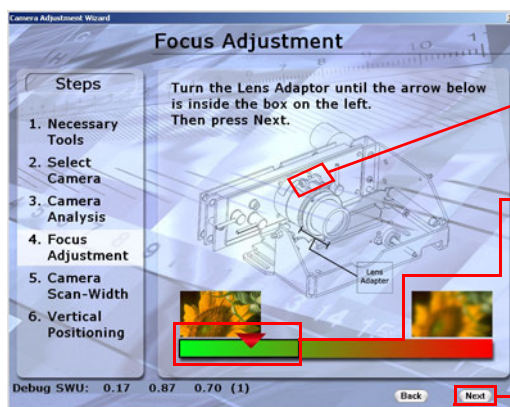 Camera Adjustment Wizard
Focus Adjustment
Steps
1. Necessary
Tools
2. Select
Camera
3. Camera
Analysis
4. Focus
Adjustment
5. Camera
Scan-Width
6. Vertical
Positioning
Turn the Lens Adaptor until the arrow below
is inside the box on the left.
Then press Next.
Lens
Adapter
Debug SWU: 0.17 0.87 0.70 (1)
Back
Next